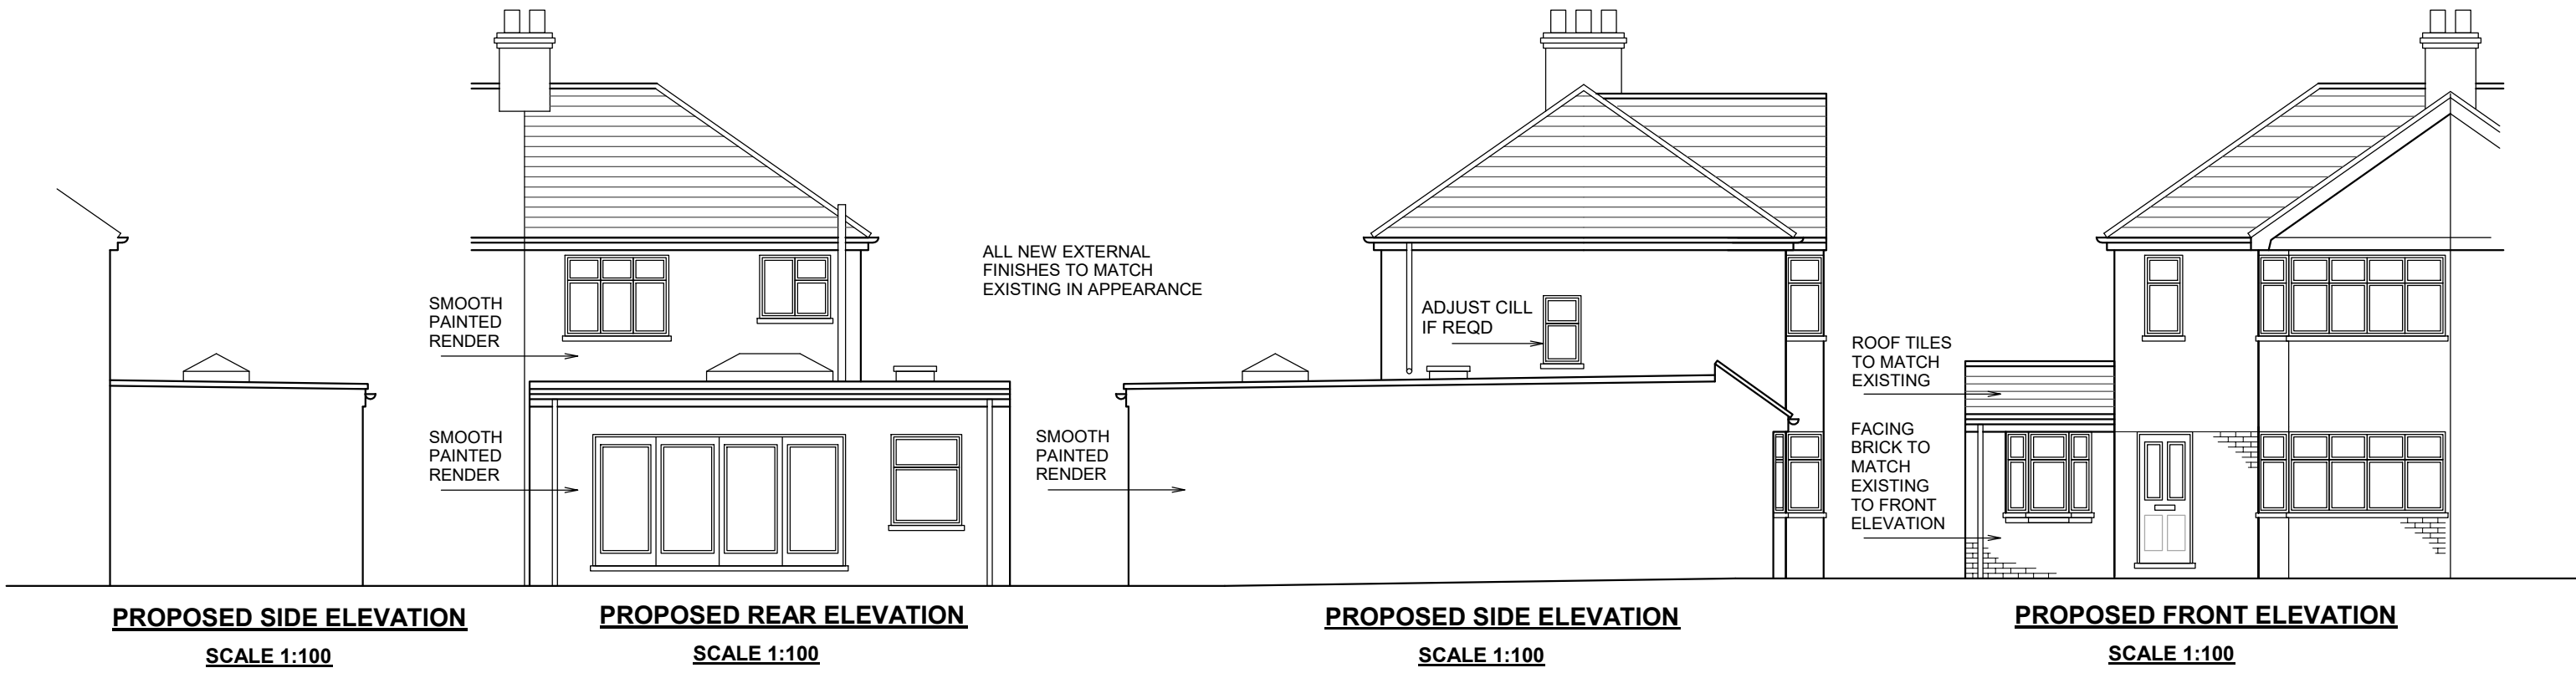 SMOOTH
PAINTED
RENDER
SMOOTH
PAINTED
RENDER
ALL NEW EXTERNAL
FINISHES TO MATCH
EXISTING IN APPEARANCE
SMOOTH
PAINTED
RENDER
ADJUST CILL
IF REQD
ROOF TILES
TO MATCH
EXISTING
FACING
BRICK TO
MATCH
EXISTING
TO FRONT
ELEVATION
PROPOSED SIDE ELEVATION
SCALE 1:100
PROPOSED REAR ELEVATION
SCALE 1:100
PROPOSED SIDE ELEVATION
SCALE 1:100
PROPOSED FRONT ELEVATION
SCALE 1:100